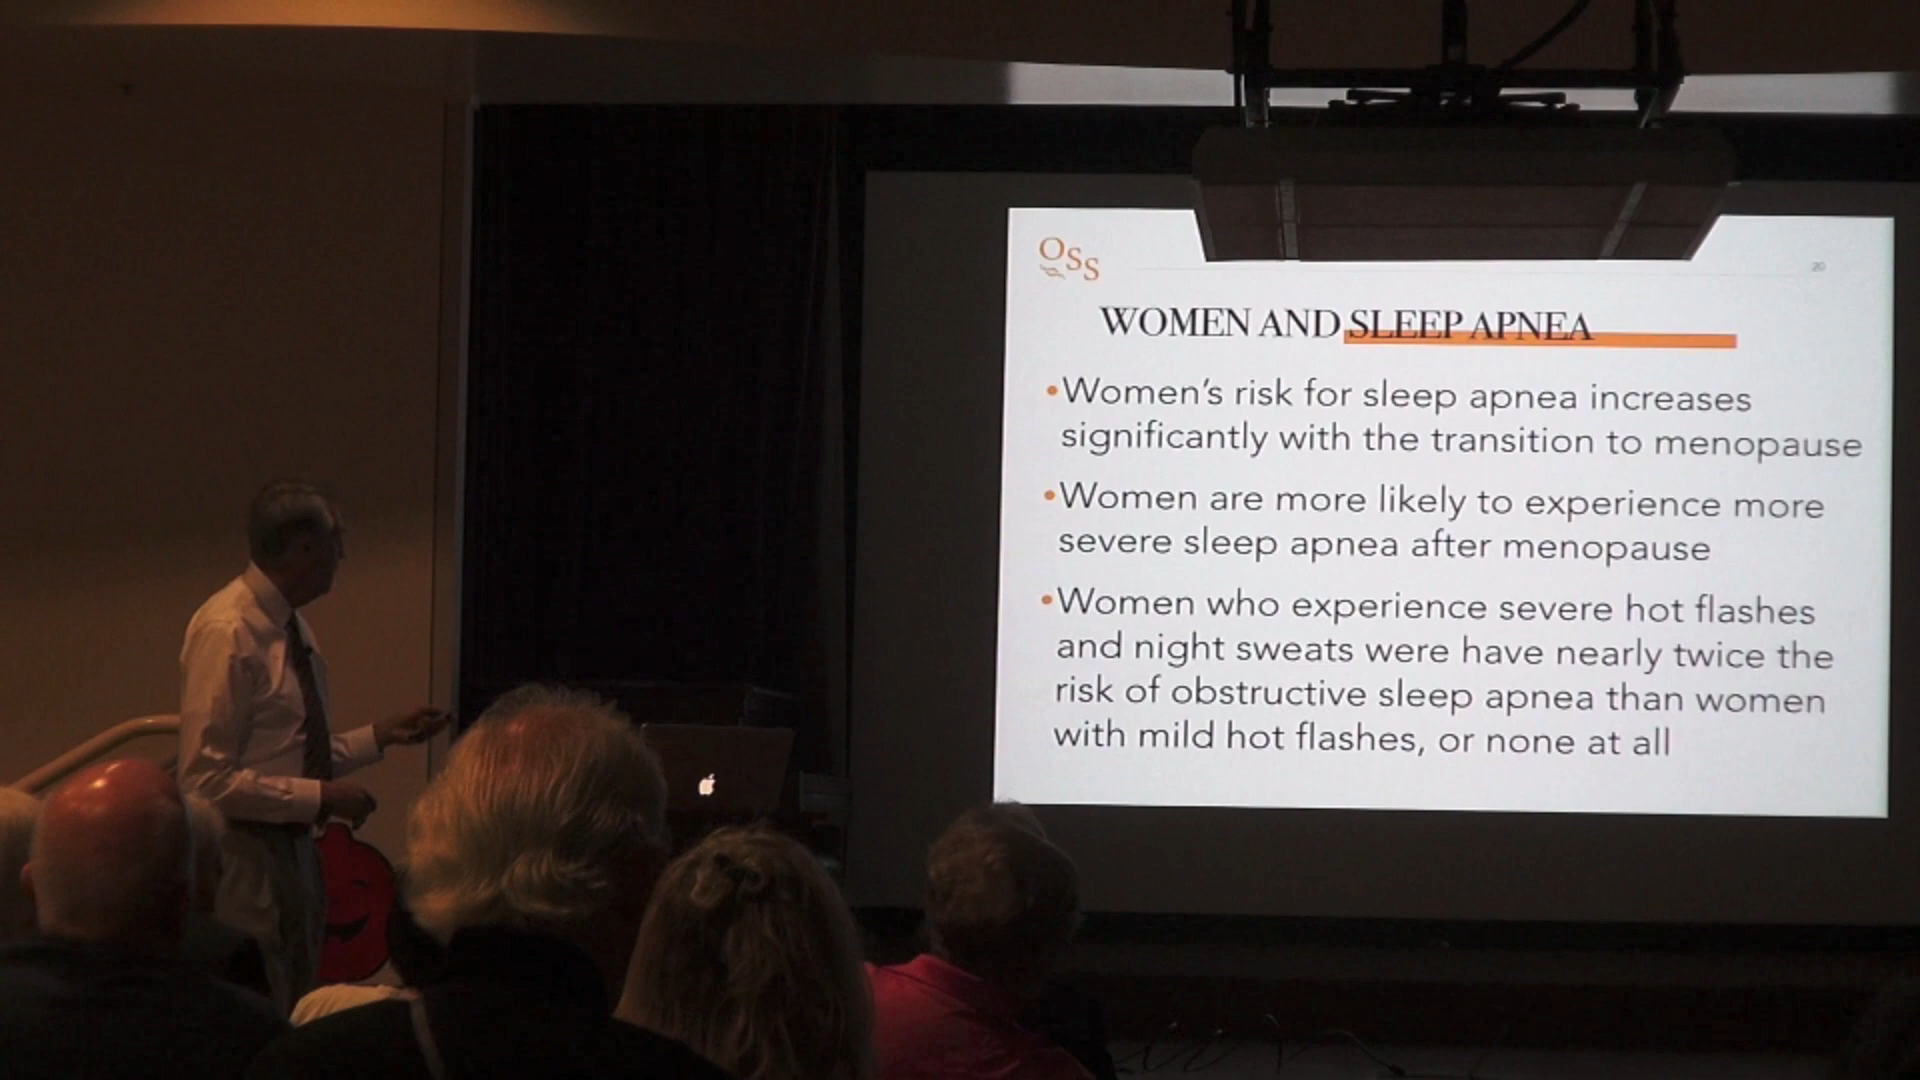 OSS
20
WOMEN AND SLEEP APNEA
•Women's risk for sleep apnea increases
significantly with the transition to menopause
•Women are more likely to experience more
severe sleep apnea after menopause
•Women who experience severe hot flashes
and night sweats were have nearly twice the
risk of obstructive sleep apnea than women
with mild hot flashes, or none at all